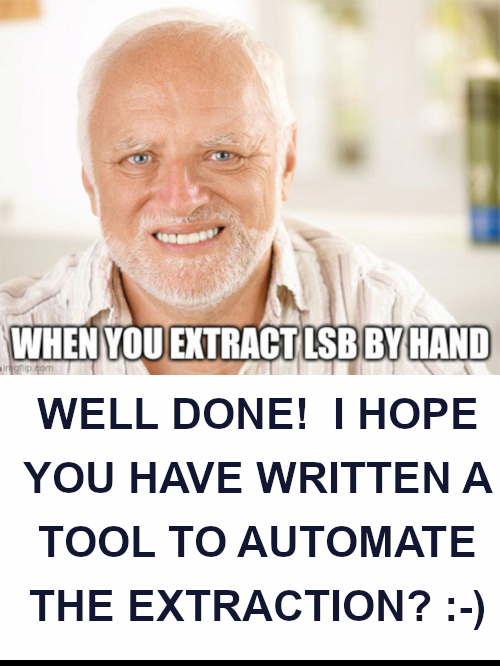 WHEN YOU EXTRACT LSB BY HAND
imgflip.com
WELL DONE!  I HOPE
YOU HAVE WRITTEN A
TOOL TO AUTOMATE
THE EXTRACTION? :-)